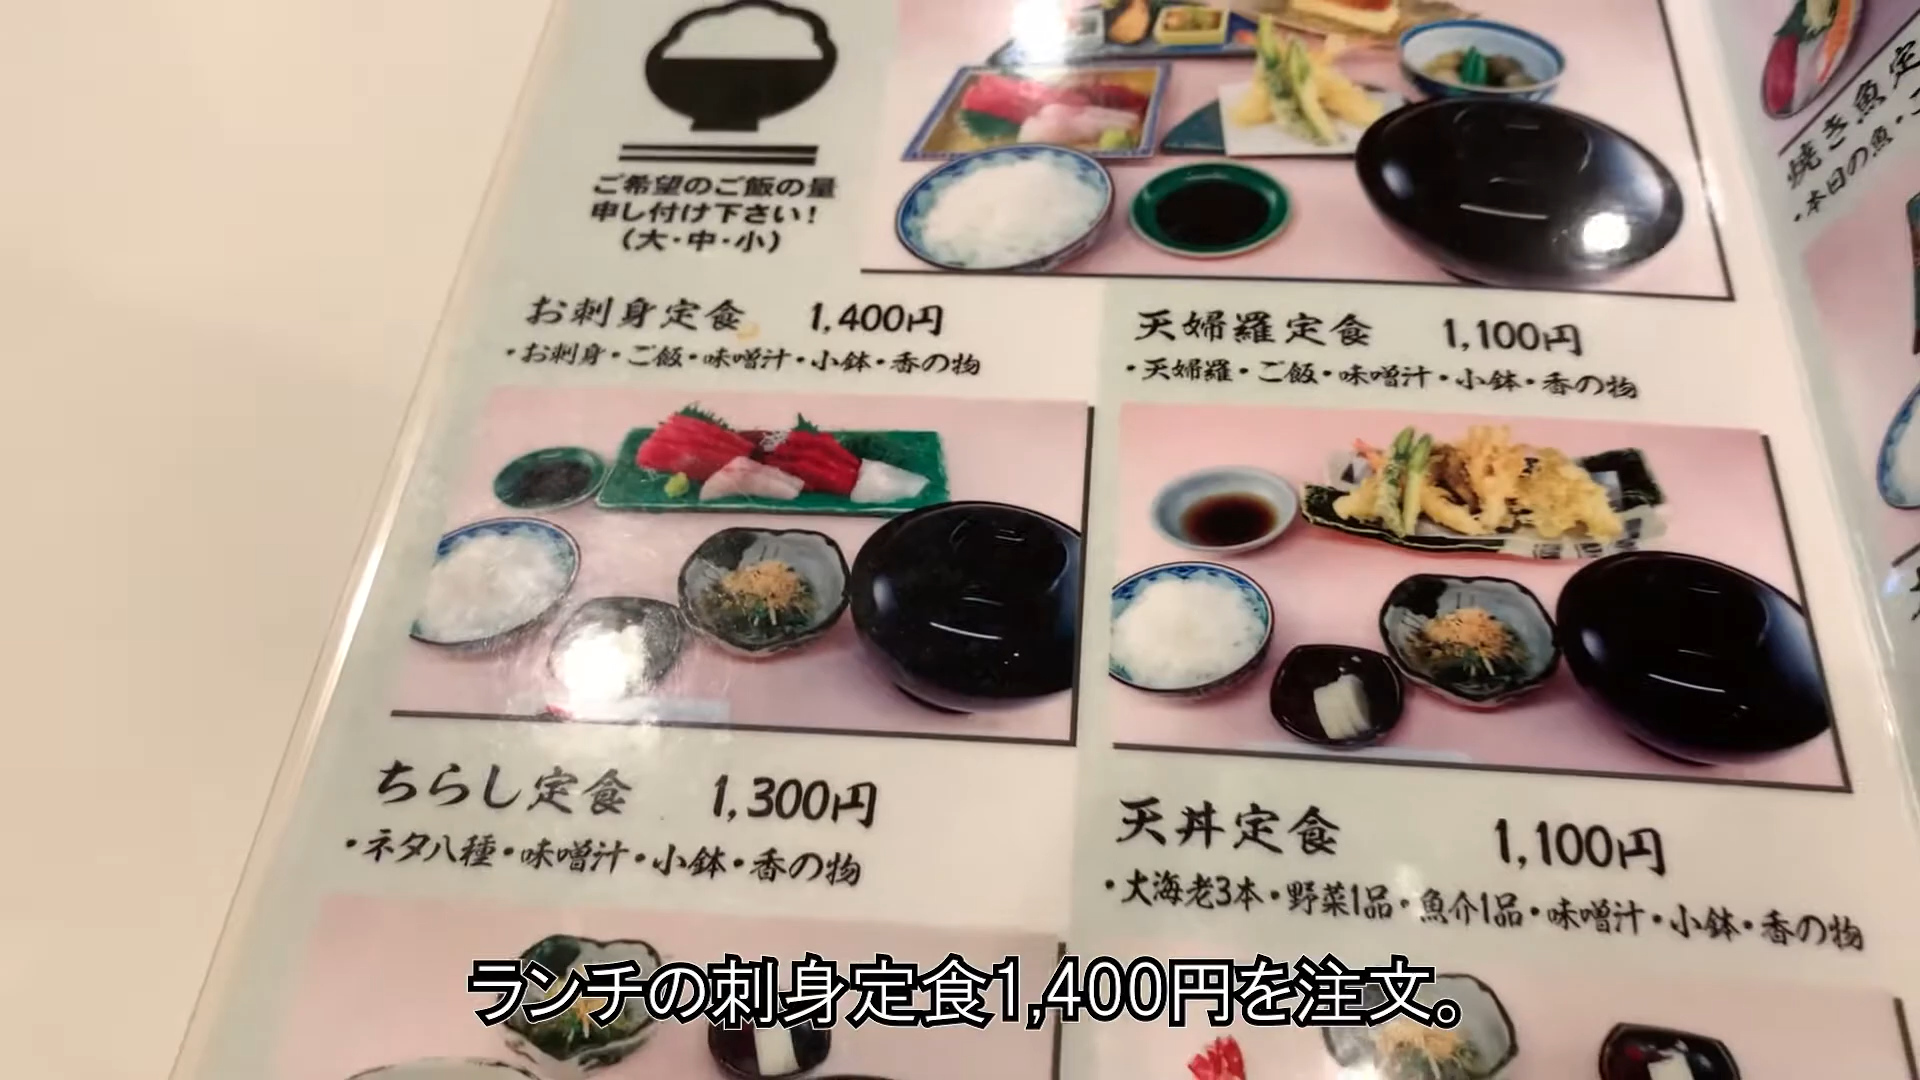 ご希望のご飯の量
申し付け下さい!
(大・中・小)
お刺身定食 1,400円
・お刺身・ご飯・味噌汁・小鉢・香の物
天婦羅定食 1,100円
・天婦羅・ご飯・味噌汁・小鉢・香の物
ちらし定食 1,300円
・ネタ八種・味噌汁・小鉢・香の物
天丼定食 1,100円
・大海老3本・野菜1品・魚介1品・味噌汁・小鉢・香の物
焼き魚定
・本日の魚・
ランチの刺身定食1,400円を注文。